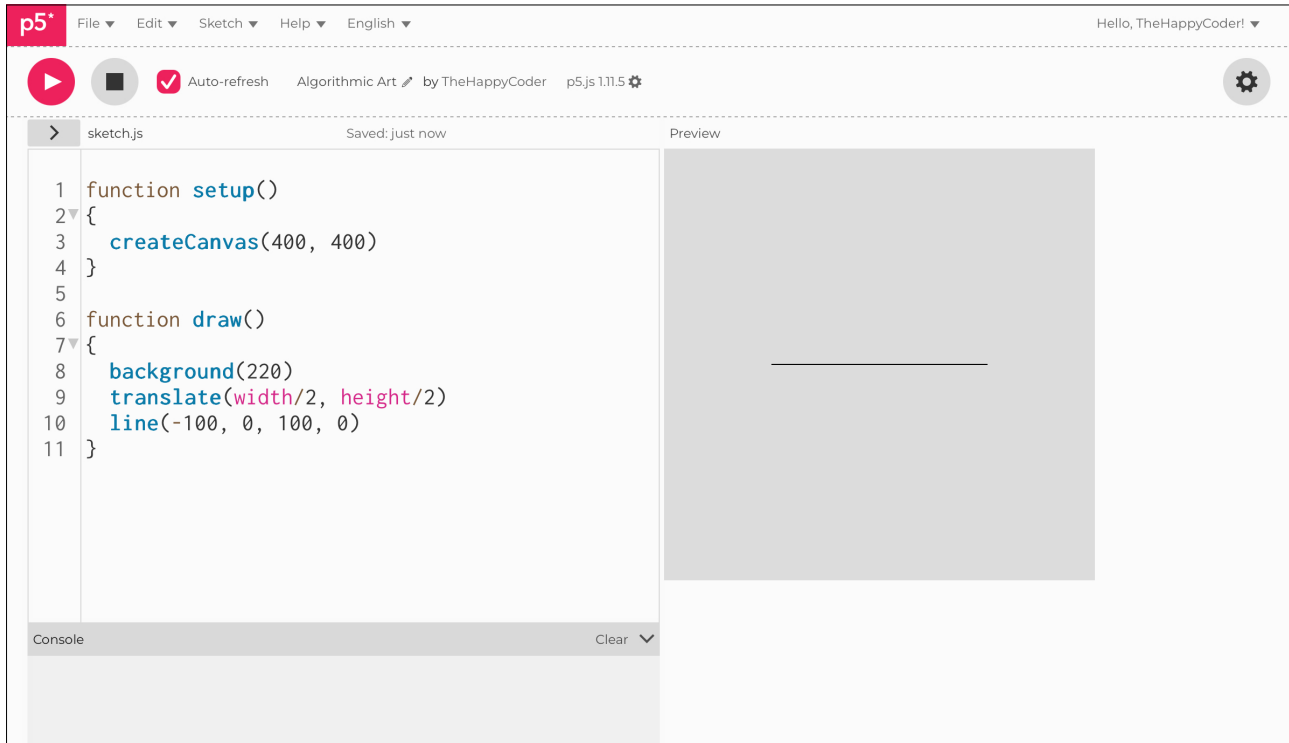 p5* File Edit Sketch Help English Hello, TheHappyCoder!
Auto-refresh Algorithmic Art by TheHappyCoder p5.js 1.11.5
sketch.js Saved: just now Preview
1 function setup()
2 {
3   createCanvas(400, 400)
4 }
5
6 function draw()
7 {
8   background(220)
9   translate(width/2, height/2)
10   line(-100, 0, 100, 0)
11 }
Console Clear